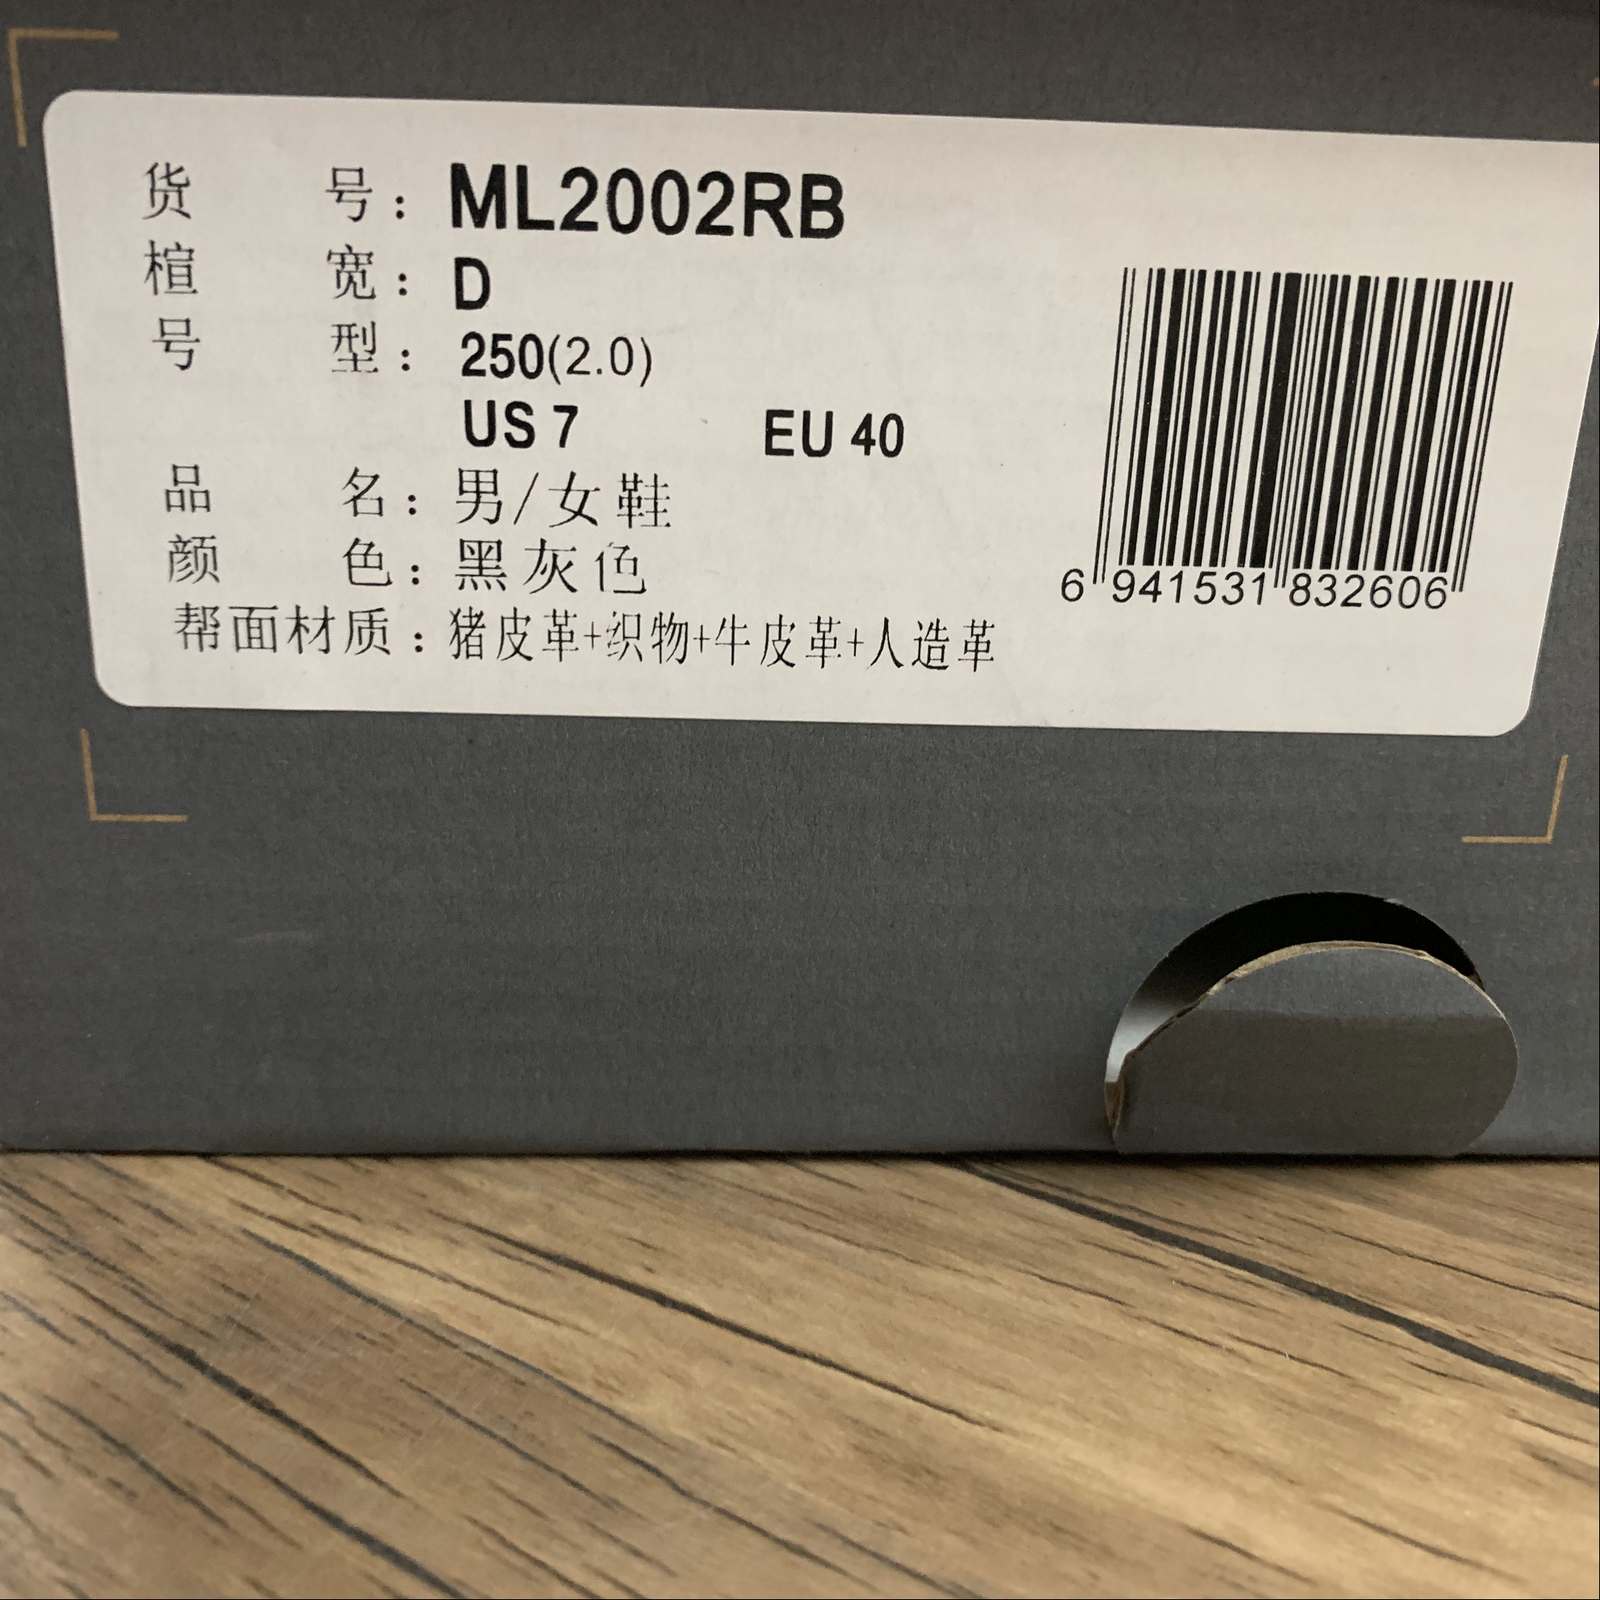 货号：ML2002RB
楦宽：D
号型：250(2.0)
US 7 EU 40
品名：男/女鞋
颜色：黑灰色
帮面材质：猪皮革+织物+牛皮革+人造革
6 941531 832606